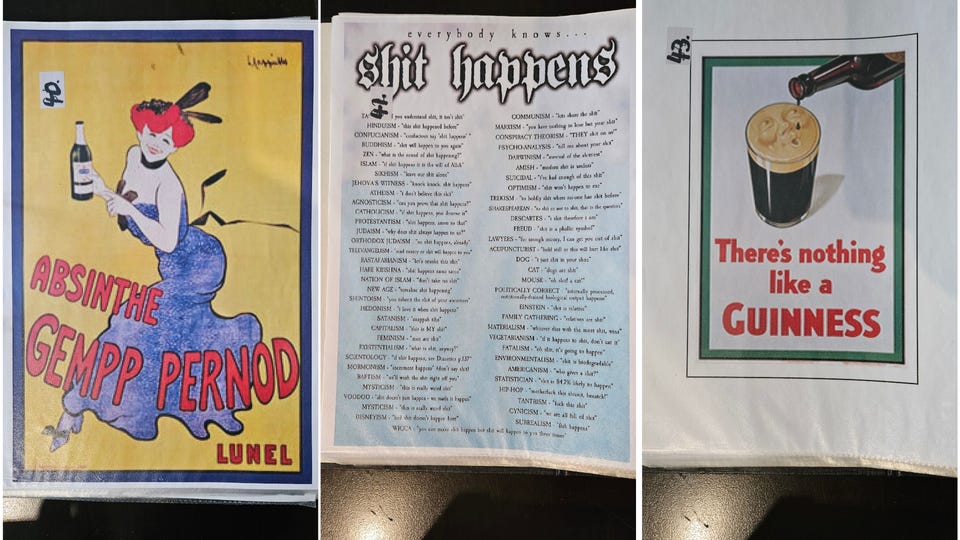 40.
ABSINTHE
GEMPP PERNOD
LUNEL
everybody knows...
shit happens
if you understand shit, it isn't shit"
HINDUISM - "this shit happened before"
CONFUCIANISM - "confucious say 'shit happens' "
BUDDHISM - "shit will happen to you again"
ZEN - "what is the sound of shit happening?"
ISLAM - "if shit happens it is the will of
SIKHISM - "leave our shit alone"
JEHOVA'S WITNESS - "knock knock, shit happens"
ATHEISM - "i don't believe this shit"
AGNOSTICISM - "can you prove that shit happens?"
CATHOLICISM - "if shit happens, you deserve it"
PROTESTANTISM - "shit happens, amen to that"
JUDAISM - "why does shit always happen to us?"
ORTHODOX JUDAISM - "so shit happens, already"
TELEVANGELISM - "send money or shit will happen to you"
RASTAFARIANISM - "let's smoke this shit"
HARE KRISHNA - "shit happens rama rama"
NATION OF ISLAM - "don't take no shit"
NEW AGE - "visualise shit happening"
SHINTOISM - "you inherit the shit of your ancestors"
HEDONISM - "i love it when shit happens"
SATANISM -
CAPITALISM - "this is MY shit"
FEMINISM - "men are shit"
EXISTENTIALISM - "what is shit, anyway?"
SCIENTOLOGY - "if shit happens, see Dianetics p.157"
MORMONISM - "excrement happens" (don't say shit)
BAPTISM - "we'll wash the shit right off you"
MYSTICISM - "this is really weird shit"
VOODOO - "shit doesn't just happen - we made it happen"
MYSTICISM - "this is really weird shit"
DISNEYISM - "bad shit doesn't happen here"
WICCA - "you can make shit happen but shit will happen to you three times"
COMMUNISM - "lets share the shit"
MARXISM - "you have nothing to lose but your shit"
CONSPIRACY THEORISM - "THEY shit on us!"
PSYCHO-ANALYSIS - "tell me about your shit"
DARWINISM - "survival of the shittest"
AMISH - "modern shit is useless"
SUICIDAL - "i've had enough of this shit"
OPTIMISM - "shit won't happen to me"
TREKISM - "to boldly shit where no-one has shit before"
SHAKESPEAREAN - "to shit or not to shit, that is the question"
DESCARTES - "i shit therefore i am"
FREUD - "shit is a phallic symbol"
LAWYERS - "for enough money, I can get you out of shit"
ACUPUNCTURIST - "hold still or this will hurt like shit"
DOG - "i just shit in your shoes"
CAT - "dogs are shit"
MOUSE - "oh shit! a cat!"
POLITICALLY CORRECT - "internally processed,
nutritionally-drained biological output happens"
EINSTEIN - "shit is relative"
FAMILY GATHERING - "relatives are shit"
MATERIALISM - "whoever dies with the most shit, wins"
VEGETARIANISM - "if it happens to shit, don't eat it"
FATALISM - "oh shit, it's going to happen"
ENVIRONMENTALISM - "shit is biodegradable"
AMERICANISM - "who gives a shit?"
STATISTICIAN - "shit is 84.7% likely to happen"
HIP-HOP - "motherfuck this shiznit, beeatch!"
TANTRISM - "fuck this shit"
CYNICISM - "we are all full of shit"
SURREALISM - "fish happens"
43.
There's nothing
like a
GUINNESS